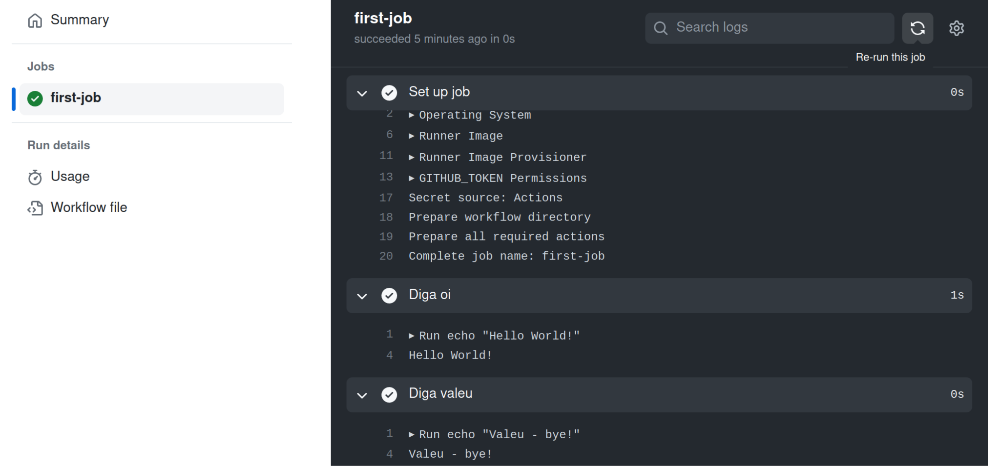 Summary
Jobs
first-job
Run details
Usage
Workflow file
first-job
succeeded 5 minutes ago in 0s
Search logs
Re-run this job
Set up job 0s
2 Operating System
6 Runner Image
11 Runner Image Provisioner
13 GITHUB_TOKEN Permissions
17 Secret source: Actions
18 Prepare workflow directory
19 Prepare all required actions
20 Complete job name: first-job
Diga oi 1s
1 Run echo "Hello World!"
4 Hello World!
Diga valeu 0s
1 Run echo "Valeu - bye!"
4 Valeu - bye!